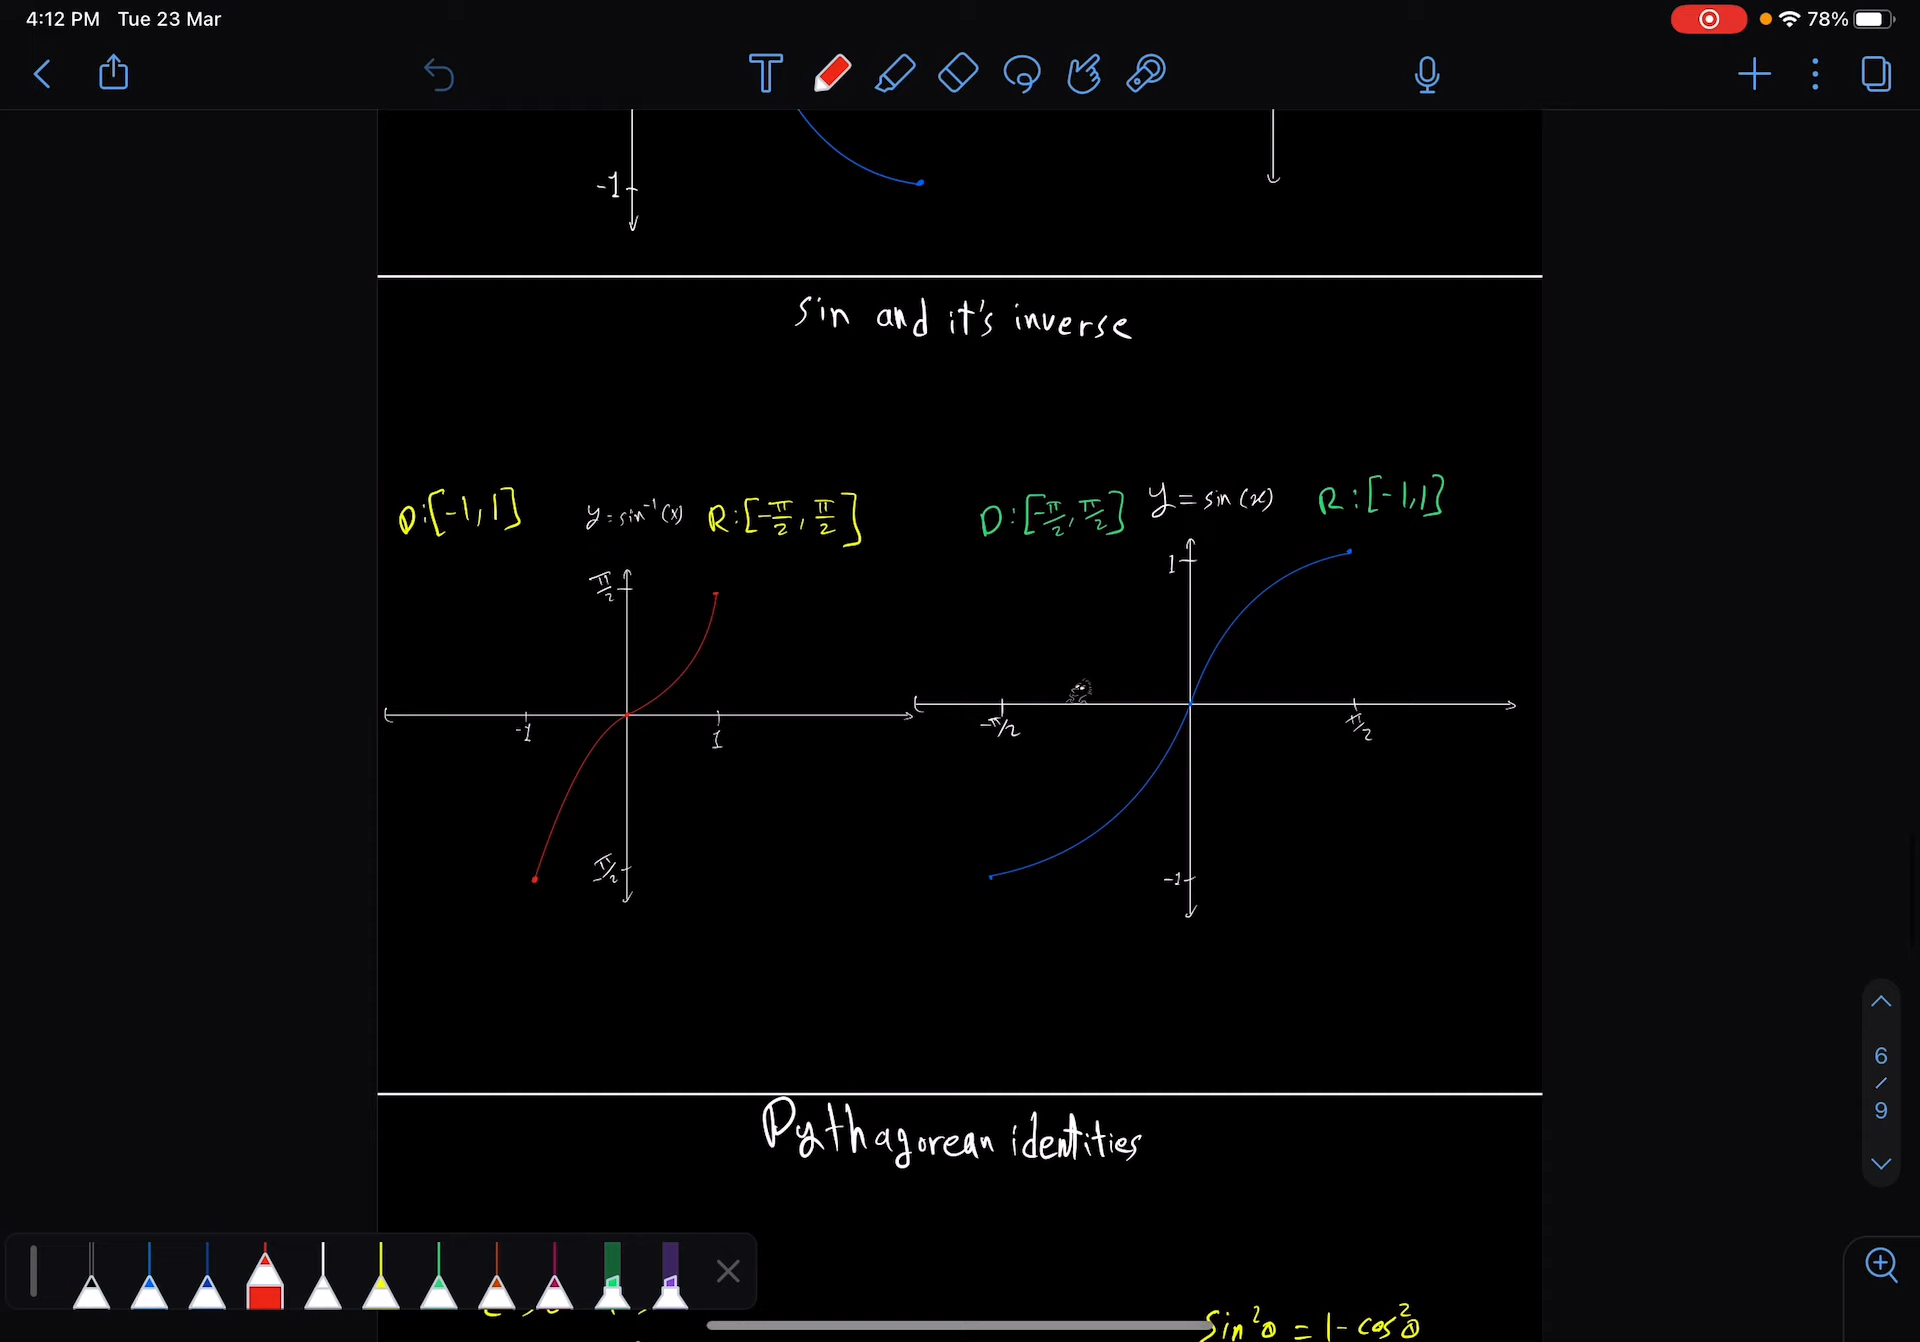 4:12 PM Tue 23 Mar
78%
-1
sin and it's inverse
D:[-1,1] y=sin⁻¹(x) R:[-π/2, π/2]
D:[-π/2, π/2] y=sin(x) R:[-1,1]
π/2
-1
1
-π/2
1
-π/2
π/2
-1
6
/
9
Pythagorean identities
sin²θ = 1-cos²θ